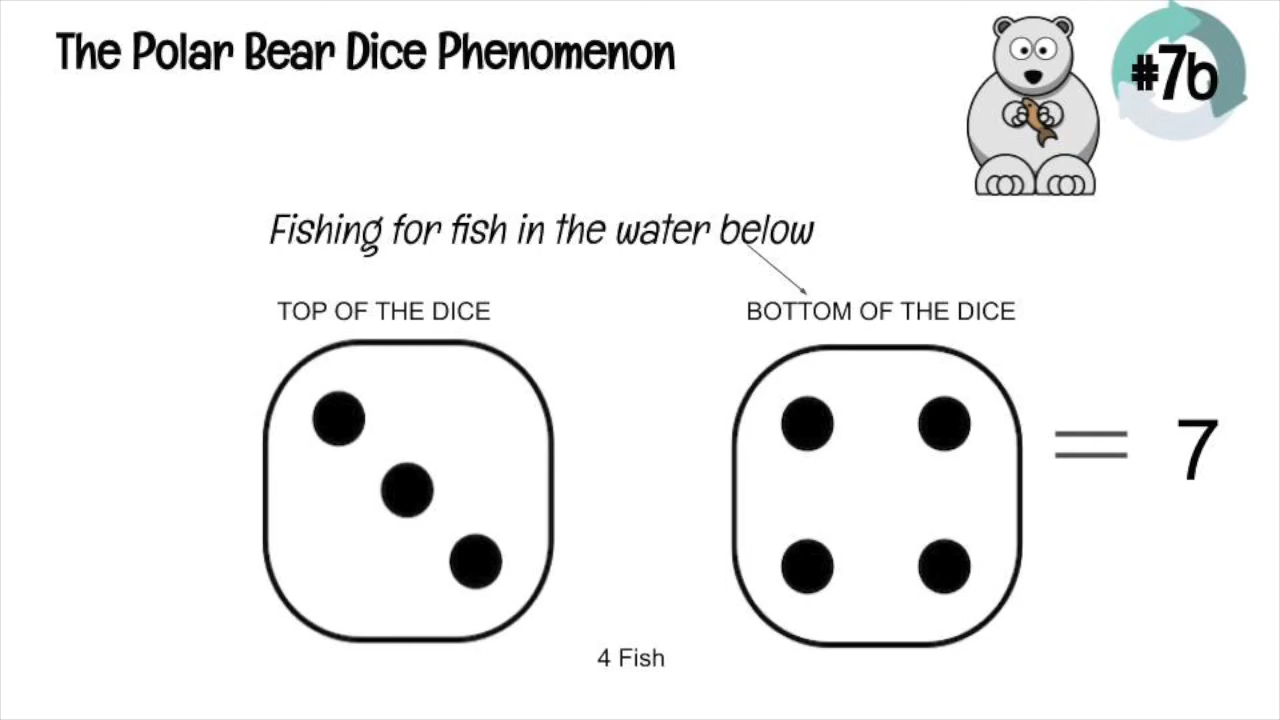 The Polar Bear Dice Phenomenon
#7b
Fishing for fish in the water below
TOP OF THE DICE
BOTTOM OF THE DICE
= 7
4 Fish